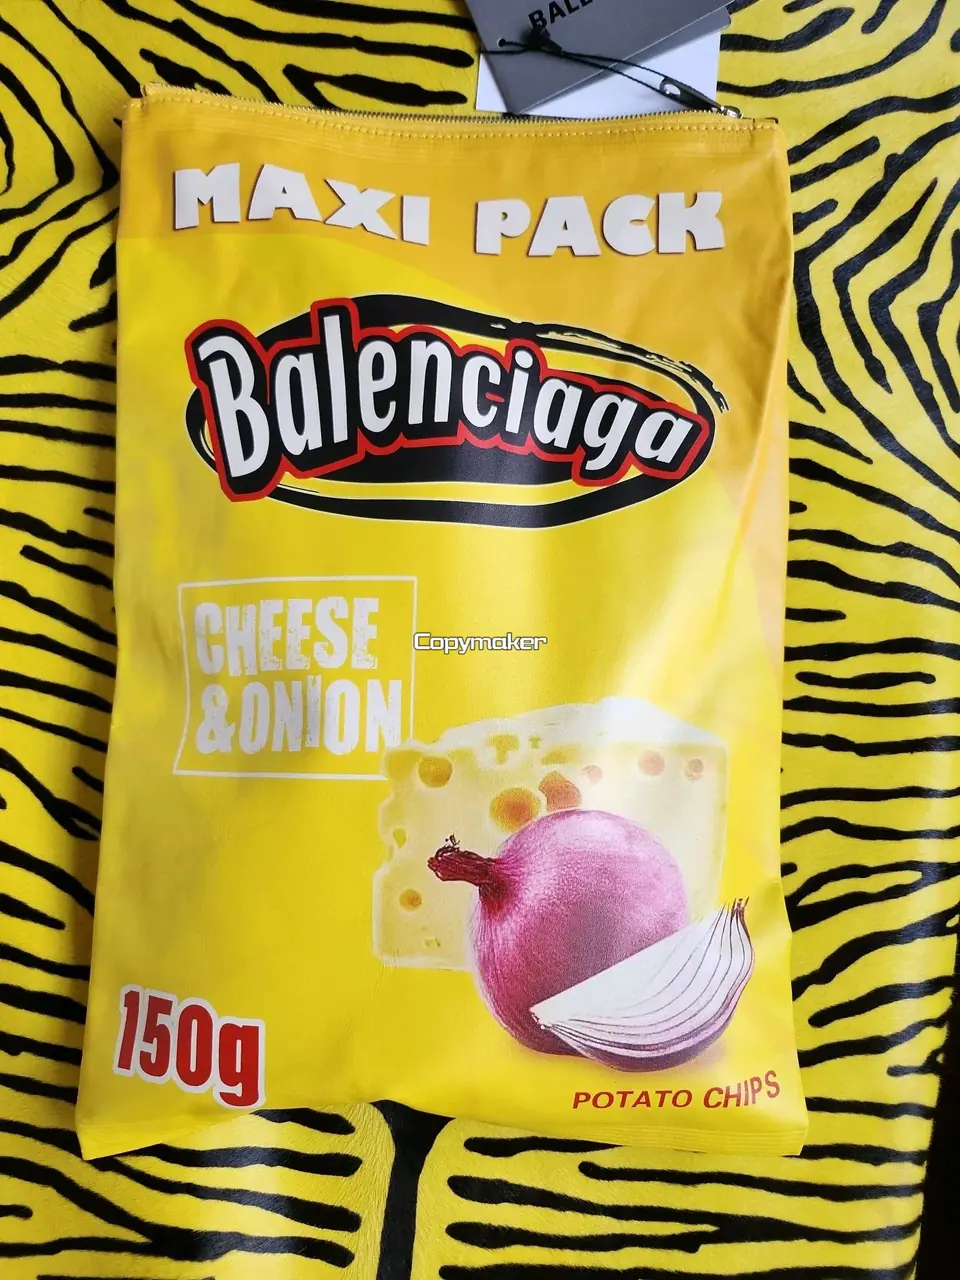 BALE
MAXI PACK
Balenciaga
CHEESE
&ONION
Copymaker
150g
POTATO CHIPS